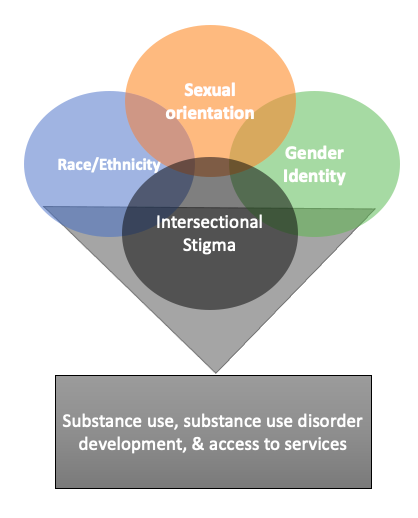 Sexual
orientation
Race/Ethnicity
Gender
Identity
Intersectional
Stigma
Substance use, substance use disorder
development, & access to services